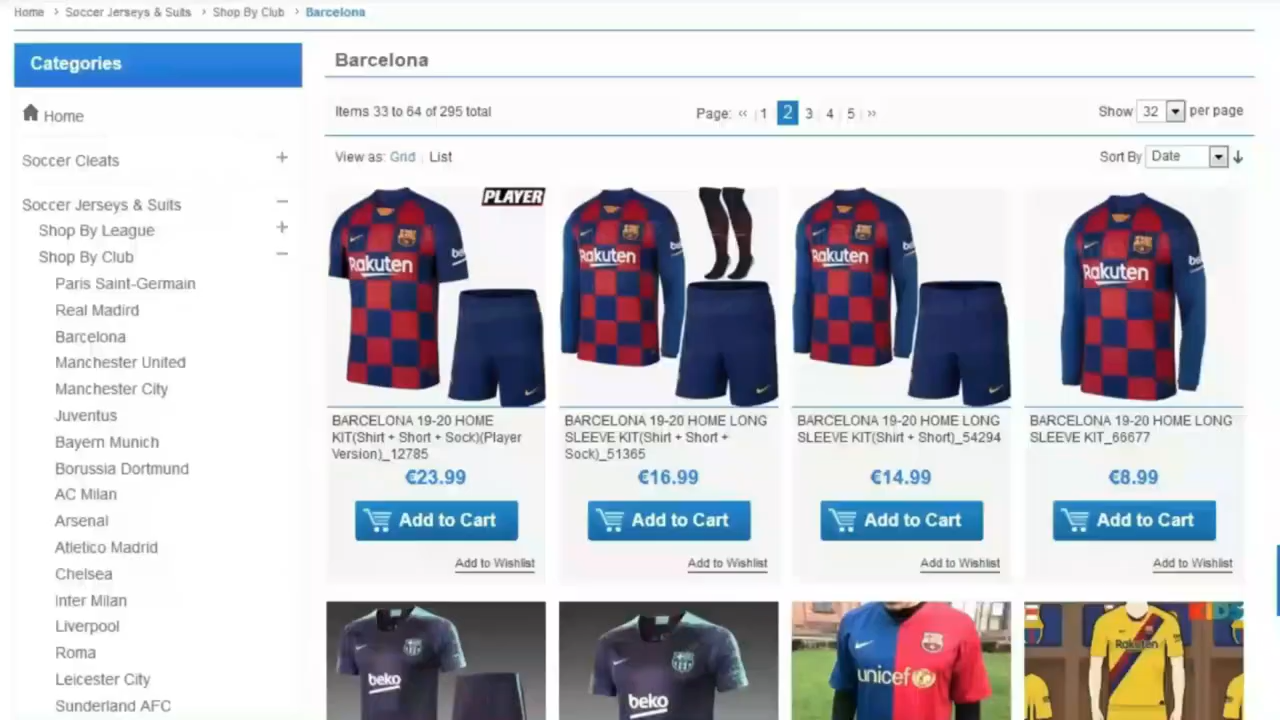 Home > Soccer Jerseys & Suits > Shop By Club > Barcelona
Categories
Home
Soccer Cleats +
Soccer Jerseys & Suits −
Shop By League +
Shop By Club −
Paris Saint-Germain
Real Madird
Barcelona
Manchester United
Manchester City
Juventus
Bayern Munich
Borussia Dortmund
AC Milan
Arsenal
Atletico Madrid
Chelsea
Inter Milan
Liverpool
Roma
Leicester City
Sunderland AFC
Barcelona
Items 33 to 64 of 295 total
Page: « | 1 2 3 | 4 | 5 | »
Show 32 per page
View as: Grid | List
Sort By Date
PLAYER
Rakuten
beko
BARCELONA 19-20 HOME
KIT(Shirt + Short + Sock)(Player
Version)_12785
€23.99
Add to Cart
Add to Wishlist
Rakuten
BARCELONA 19-20 HOME LONG
SLEEVE KIT(Shirt + Short +
Sock)_51365
€16.99
Add to Cart
Add to Wishlist
Rakuten
BARCELONA 19-20 HOME LONG
SLEEVE KIT(Shirt + Short)_54294
€14.99
Add to Cart
Add to Wishlist
Rakuten
BARCELONA 19-20 HOME LONG
SLEEVE KIT_66677
€8.99
Add to Cart
Add to Wishlist
beko
beko
unicef
Rakuten